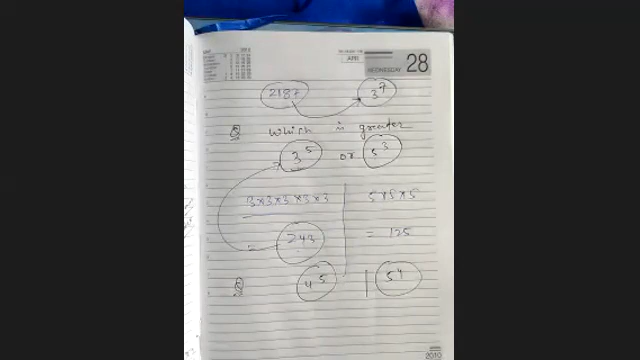 APR
WEDNESDAY 28
2187 3^7
Q which is greater
3^5 or 5^3
3×3×3×3×3 5×5×5
= 243 = 125
Q 4^5 | 5^4
2010